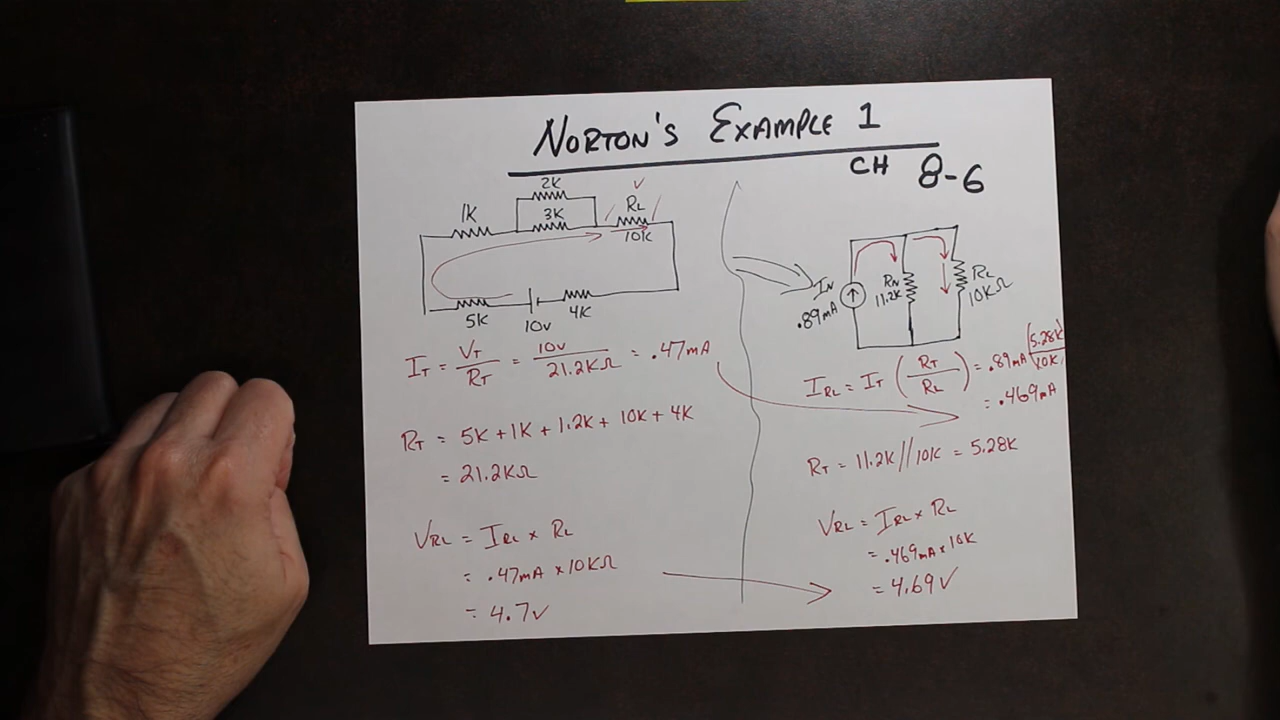 NORTON'S EXAMPLE 1
CH 8-6
2K
1K
3K
V
RL
10K
5K
10V
4K
IT = VT/RT = 10V/21.2KΩ = .47mA
RT = 5K + 1K + 1.2K + 10K + 4K
= 21.2KΩ
VRL = IRL x RL
= .47mA x 10KΩ
= 4.7V
IN
.89mA
RN
11.2K
RL
10KΩ
IRL = IT (RT/RL) = .89mA (5.28K/10K)
= .469mA
RT = 11.2K//10K = 5.28K
VRL = IRL x RL
= .469mA x 10K
= 4.69V